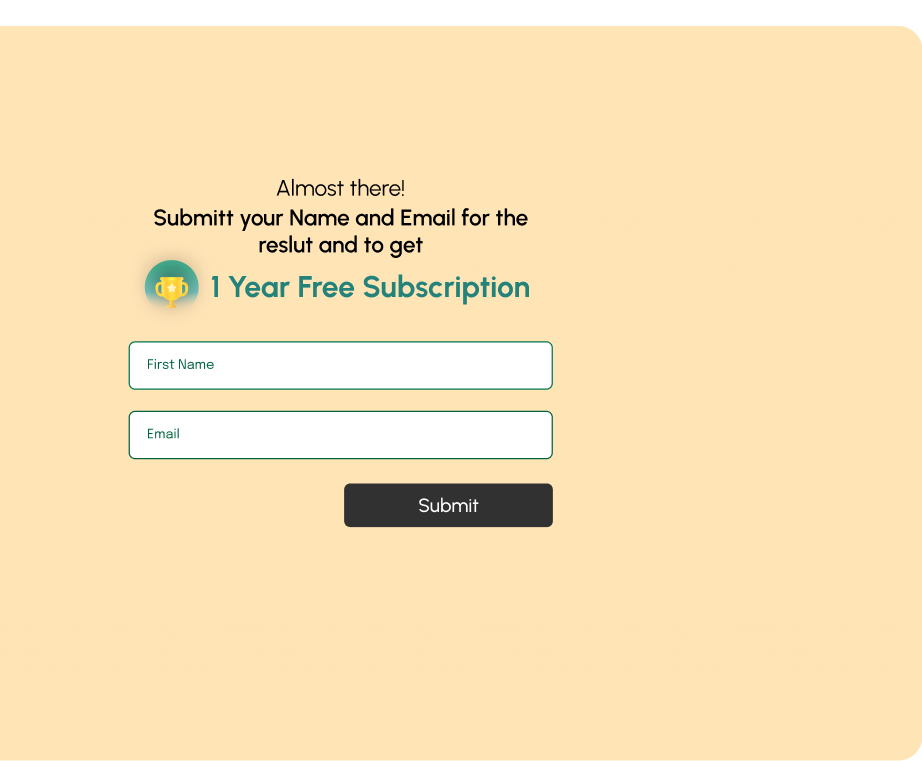 Almost there!
Submitt your Name and Email for the
reslut and to get
1 Year Free Subscription
First Name
Email
Submit